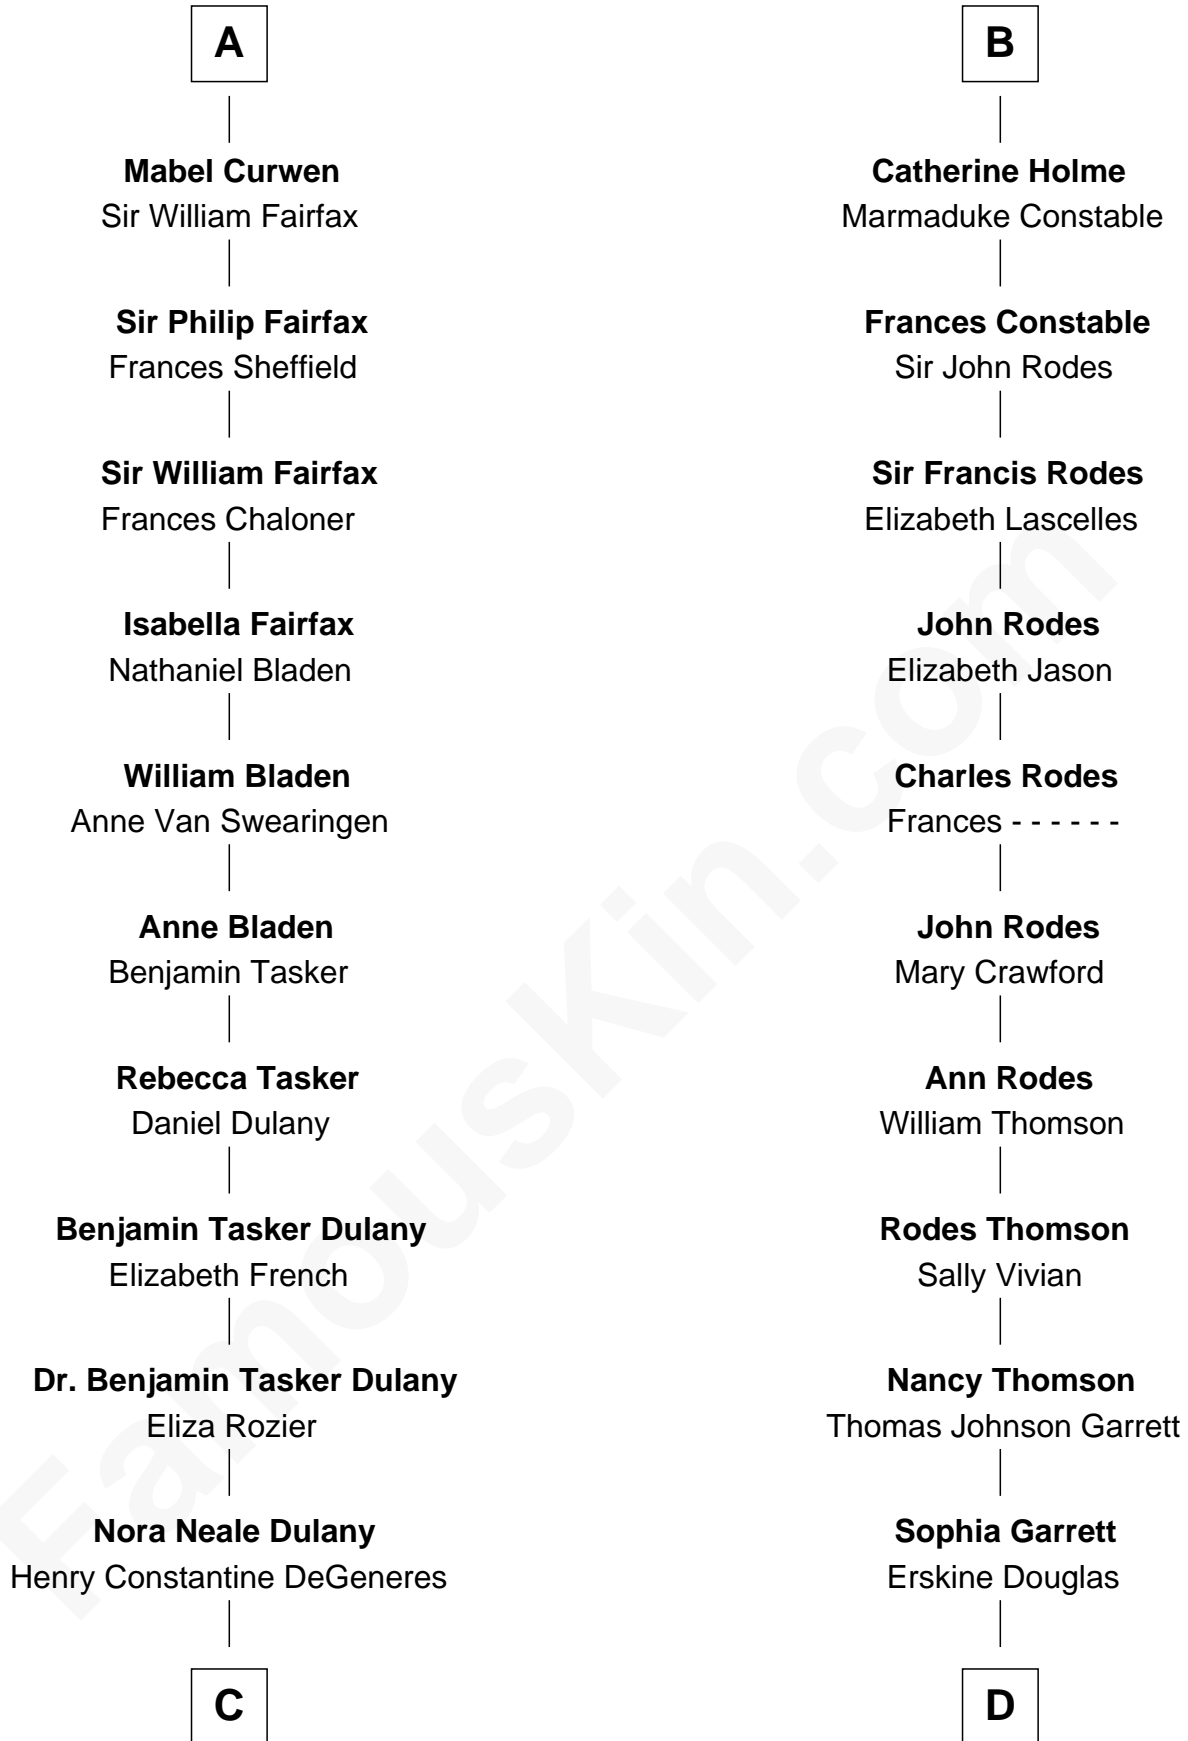 A
Mabel Curwen
Sir William Fairfax
Sir Philip Fairfax
Frances Sheffield
Sir William Fairfax
Frances Chaloner
Isabella Fairfax
Nathaniel Bladen
William Bladen
Anne Van Swearingen
Anne Bladen
Benjamin Tasker
Rebecca Tasker
Daniel Dulany
Benjamin Tasker Dulany
Elizabeth French
Dr. Benjamin Tasker Dulany
Eliza Rozier
Nora Neale Dulany
Henry Constantine DeGeneres
C
B
Catherine Holme
Marmaduke Constable
Frances Constable
Sir John Rodes
Sir Francis Rodes
Elizabeth Lascelles
John Rodes
Elizabeth Jason
Charles Rodes
Frances - - - - - -
John Rodes
Mary Crawford
Ann Rodes
William Thomson
Rodes Thomson
Sally Vivian
Nancy Thomson
Thomas Johnson Garrett
Sophia Garrett
Erskine Douglas
D
FamousKin.com